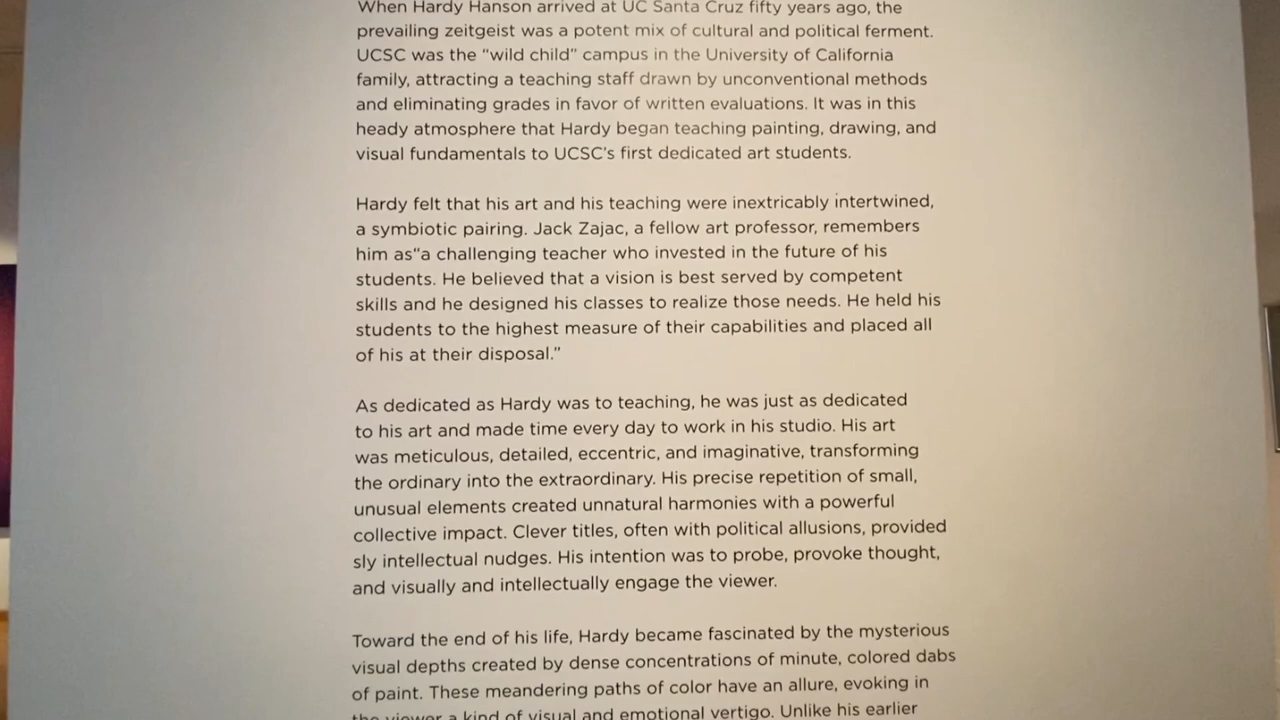 When Hardy Hanson arrived at UC Santa Cruz fifty years ago, the
prevailing zeitgeist was a potent mix of cultural and political ferment.
UCSC was the “wild child” campus in the University of California
family, attracting a teaching staff drawn by unconventional methods
and eliminating grades in favor of written evaluations. It was in this
heady atmosphere that Hardy began teaching painting, drawing, and
visual fundamentals to UCSC’s first dedicated art students.
Hardy felt that his art and his teaching were inextricably intertwined,
a symbiotic pairing. Jack Zajac, a fellow art professor, remembers
him as“a challenging teacher who invested in the future of his
students. He believed that a vision is best served by competent
skills and he designed his classes to realize those needs. He held his
students to the highest measure of their capabilities and placed all
of his at their disposal.”
As dedicated as Hardy was to teaching, he was just as dedicated
to his art and made time every day to work in his studio. His art
was meticulous, detailed, eccentric, and imaginative, transforming
the ordinary into the extraordinary. His precise repetition of small,
unusual elements created unnatural harmonies with a powerful
collective impact. Clever titles, often with political allusions, provided
sly intellectual nudges. His intention was to probe, provoke thought,
and visually and intellectually engage the viewer.
Toward the end of his life, Hardy became fascinated by the mysterious
visual depths created by dense concentrations of minute, colored dabs
of paint. These meandering paths of color have an allure, evoking in
the viewer a kind of visual and emotional vertigo. Unlike his earlier